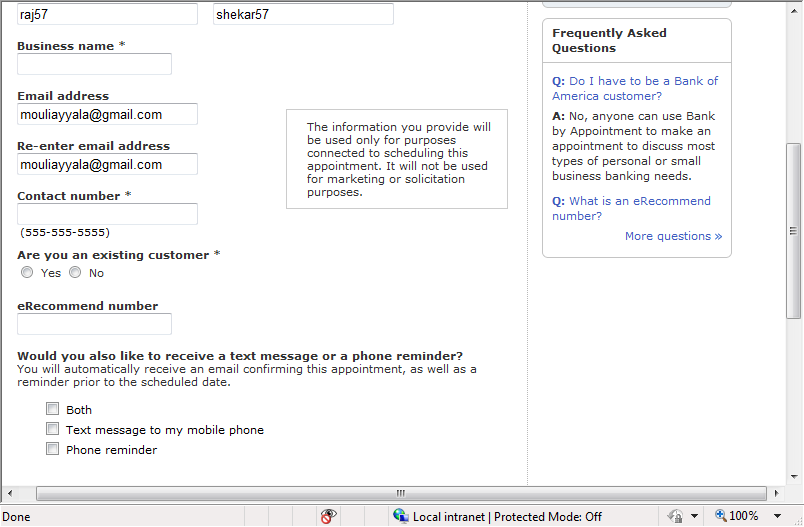 raj57 shekar57
Business name *
Email address
mouliayyala@gmail.com
Re-enter email address
mouliayyala@gmail.com
Contact number *
(555-555-5555)
Are you an existing customer *
Yes No
eRecommend number
Would you also like to receive a text message or a phone reminder?
You will automatically receive an email confirming this appointment, as well as a
reminder prior to the scheduled date.
Both
Text message to my mobile phone
Phone reminder
The information you provide will
be used only for purposes
connected to scheduling this
appointment. It will not be used
for marketing or solicitation
purposes.
Frequently Asked
Questions
Q: Do I have to be a Bank of
America customer?
A: No, anyone can use Bank
by Appointment to make an
appointment to discuss most
types of personal or small
business banking needs.
Q: What is an eRecommend
number?
More questions »
Done
Local intranet | Protected Mode: Off
100%